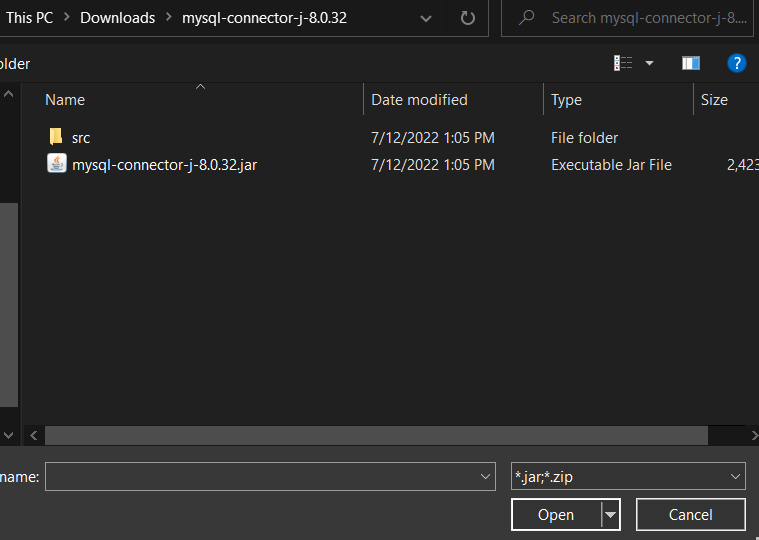 This PC > Downloads > mysql-connector-j-8.0.32
Search mysql-connector-j-8....
older
?
Name Date modified Type Size
src 7/12/2022 1:05 PM File folder
mysql-connector-j-8.0.32.jar 7/12/2022 1:05 PM Executable Jar File 2,423
name: *.jar;*.zip
Open Cancel